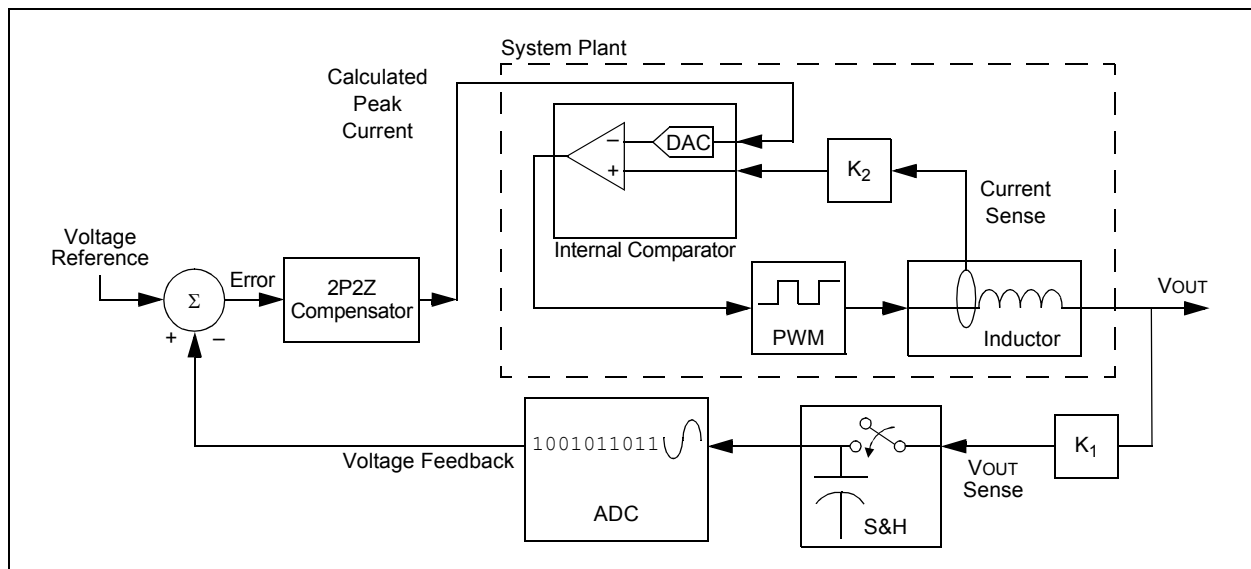 System Plant
Calculated
Peak
Current
DAC
−
+
K2
Current
Sense
Internal Comparator
Voltage
Reference
Error
Σ
+
−
2P2Z
Compensator
PWM
Inductor
VOUT
Voltage Feedback
1001011011
ADC
S&H
VOUT
Sense
K1